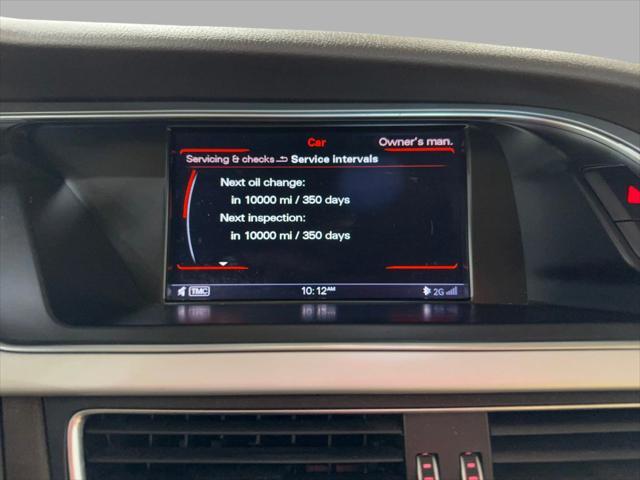 Car
Owner's man.
Servicing & checks Service intervals
Next oil change:
in 10000 mi / 350 days
Next inspection:
in 10000 mi / 350 days
TMC
10:12AM
2G